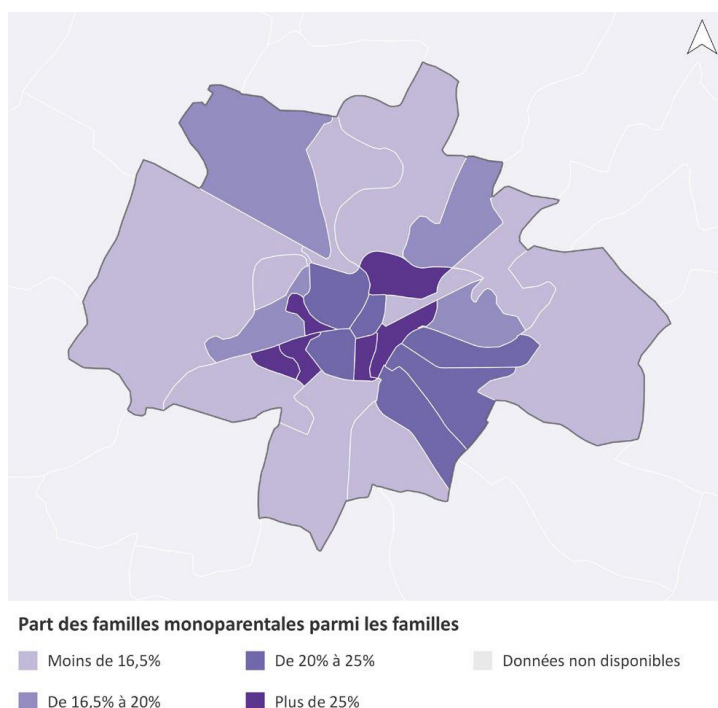 Part des familles monoparentales parmi les familles
Moins de 16,5%
De 20% à 25%
Données non disponibles
De 16,5% à 20%
Plus de 25%